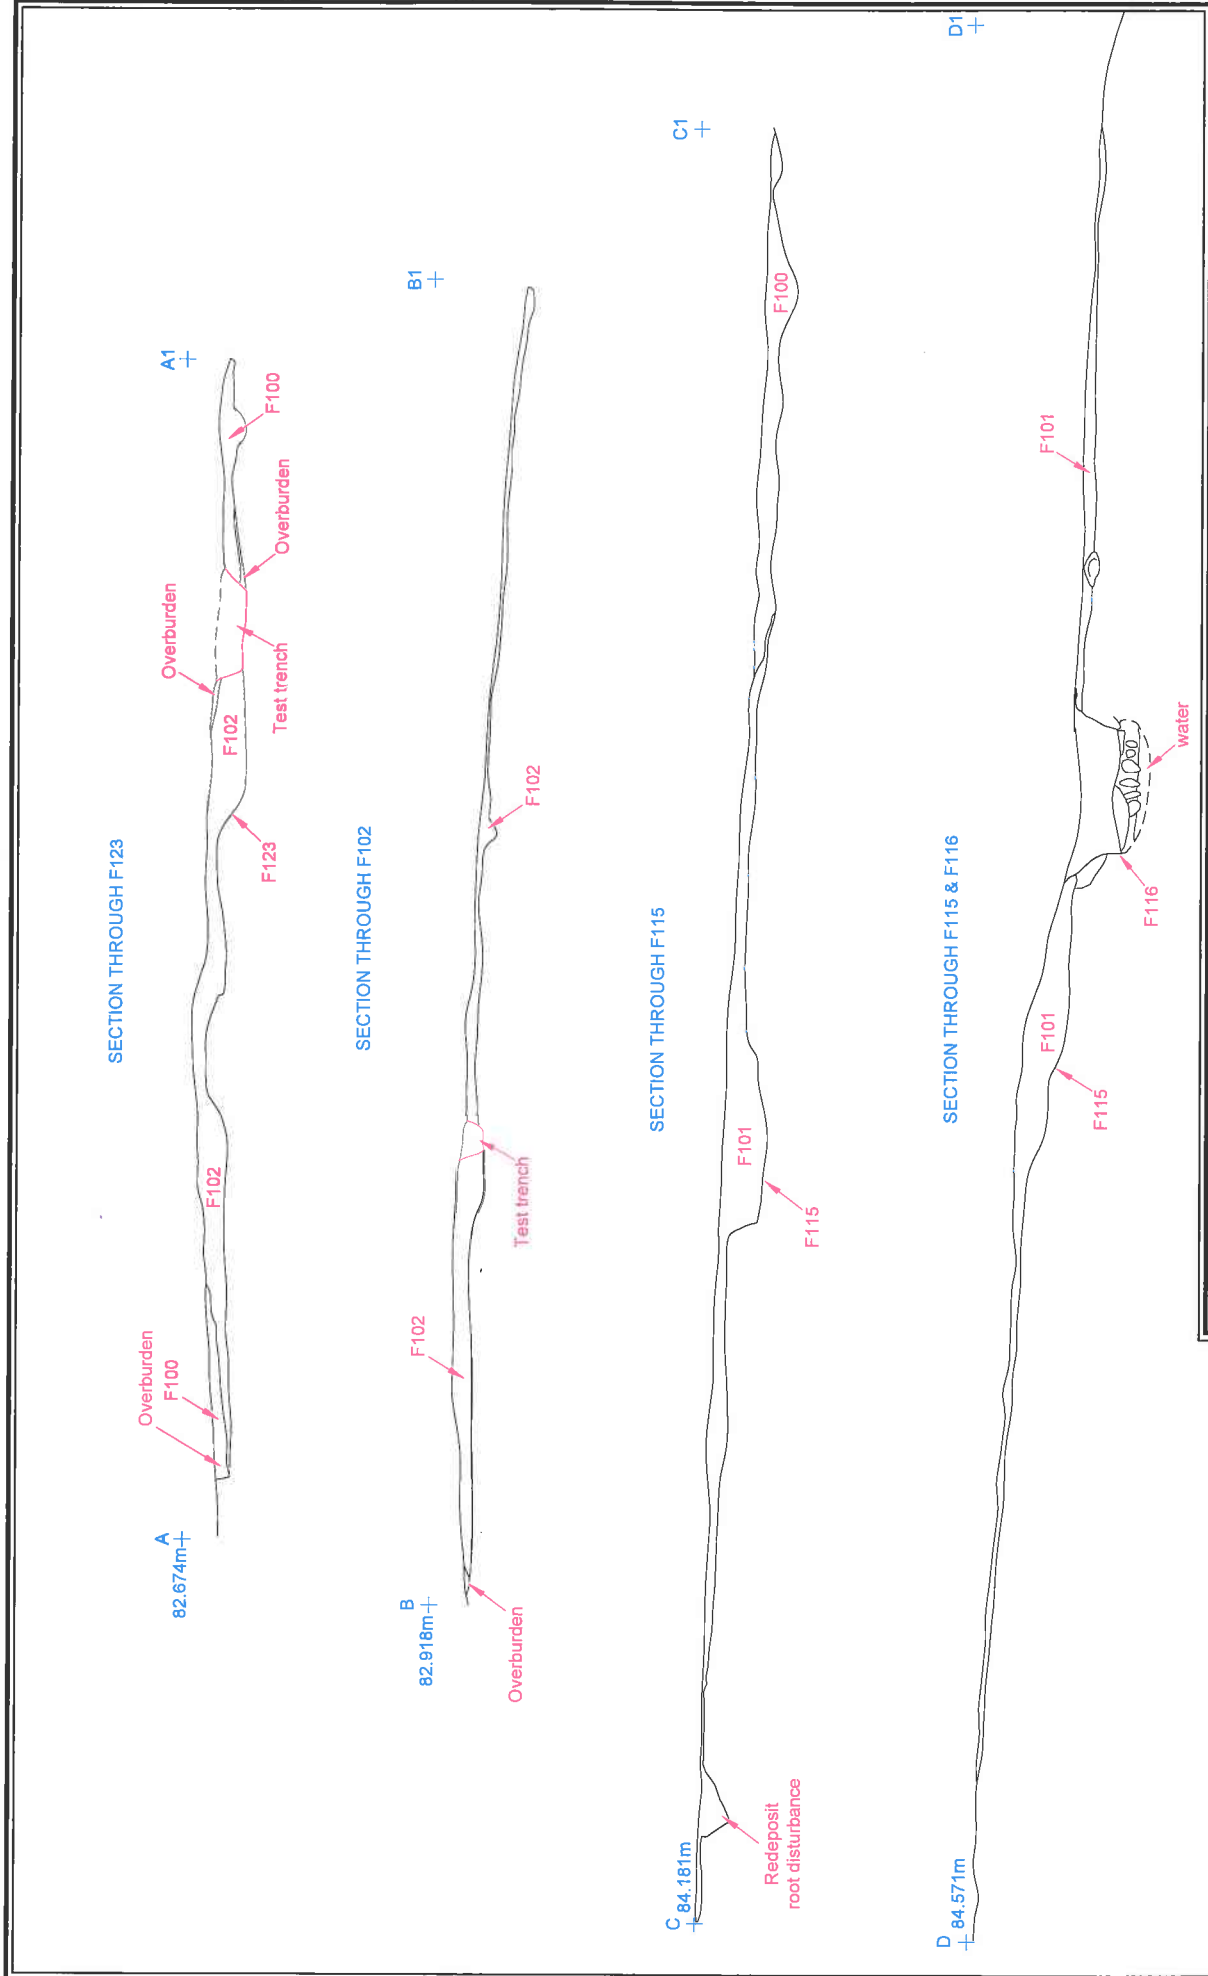 SECTION THROUGH F123
A
82.674m
A1
Overburden
F100
F102
F123
F102
Overburden
Test trench
Overburden
F100
SECTION THROUGH F102
B
82.918m
B1
Overburden
F102
Test trench
F102
SECTION THROUGH F115
C
84.181m
C1
Redeposit
root disturbance
F115
F101
F100
SECTION THROUGH F115 & F116
D
84.571m
D1
F115
F101
F116
water
F101